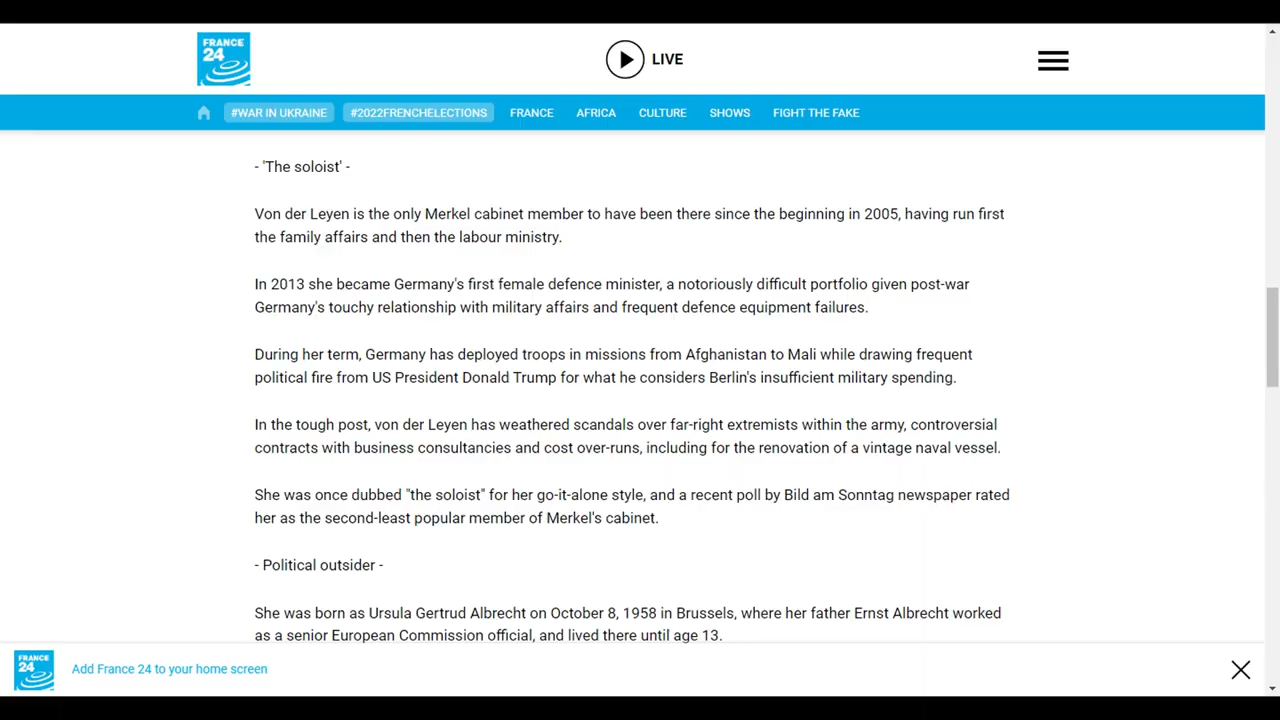 FRANCE
24
LIVE
#WAR IN UKRAINE #2022FRENCHELECTIONS FRANCE AFRICA CULTURE SHOWS FIGHT THE FAKE
- 'The soloist' -
Von der Leyen is the only Merkel cabinet member to have been there since the beginning in 2005, having run first
the family affairs and then the labour ministry.
In 2013 she became Germany's first female defence minister, a notoriously difficult portfolio given post-war
Germany's touchy relationship with military affairs and frequent defence equipment failures.
During her term, Germany has deployed troops in missions from Afghanistan to Mali while drawing frequent
political fire from US President Donald Trump for what he considers Berlin's insufficient military spending.
In the tough post, von der Leyen has weathered scandals over far-right extremists within the army, controversial
contracts with business consultancies and cost over-runs, including for the renovation of a vintage naval vessel.
She was once dubbed "the soloist" for her go-it-alone style, and a recent poll by Bild am Sonntag newspaper rated
her as the second-least popular member of Merkel's cabinet.
- Political outsider -
She was born as Ursula Gertrud Albrecht on October 8, 1958 in Brussels, where her father Ernst Albrecht worked
as a senior European Commission official, and lived there until age 13.
FRANCE
24
Add France 24 to your home screen